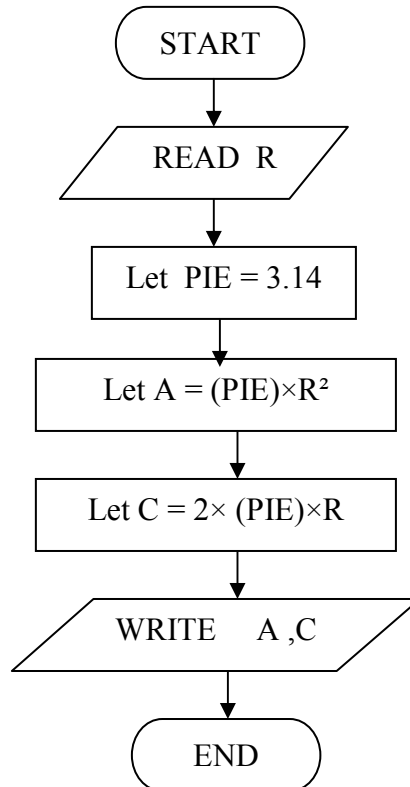 START
READ R
Let PIE = 3.14
Let A = (PIE)×R²
Let C = 2× (PIE)×R
WRITE A ,C
END